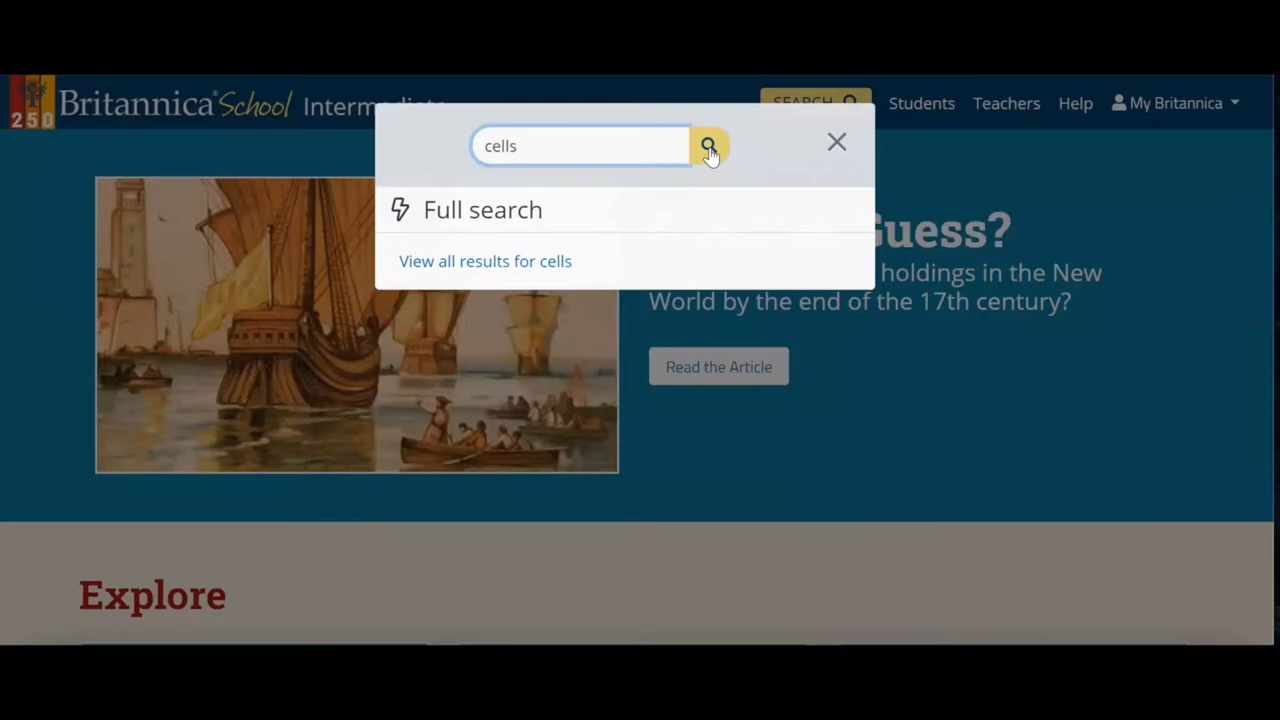 Britannica School Intermediate
SEARCH
Students
Teachers
Help
My Britannica
250
cells
Full search
View all results for cells
Guess?
holdings in the New
World by the end of the 17th century?
Read the Article
Explore